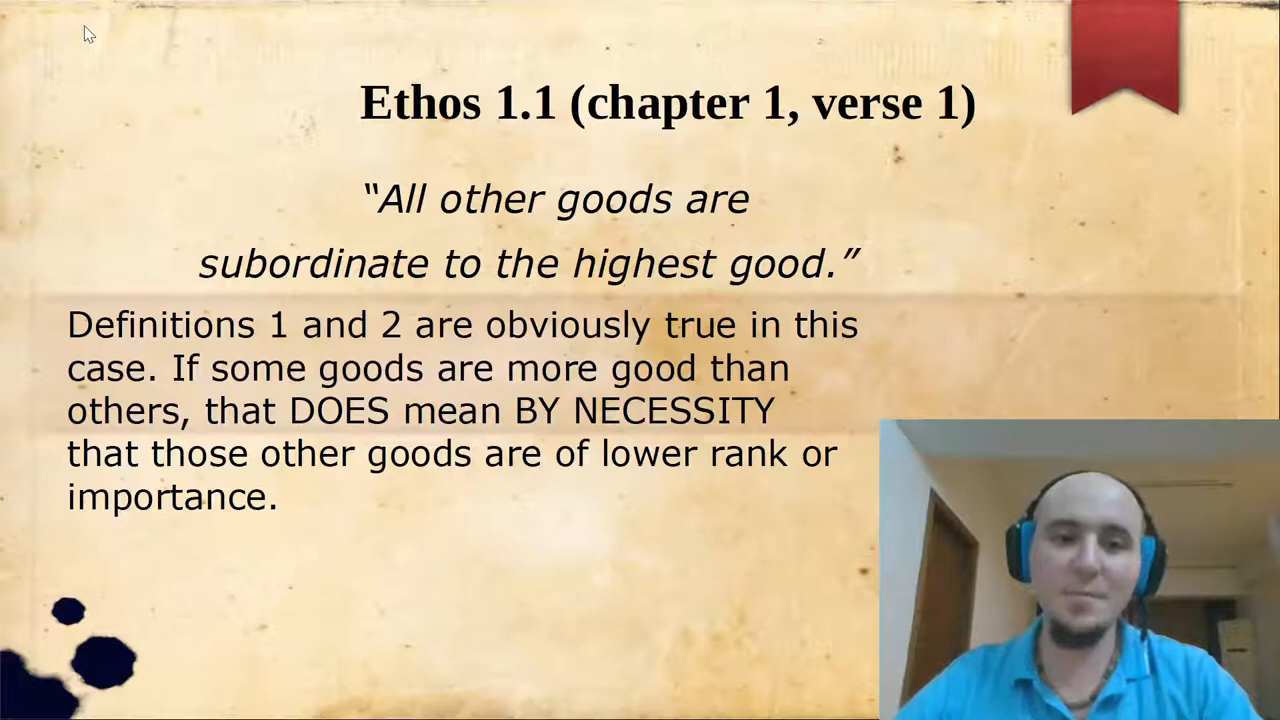 Ethos 1.1 (chapter 1, verse 1)
“All other goods are
subordinate to the highest good.”
Definitions 1 and 2 are obviously true in this
case. If some goods are more good than
others, that DOES mean BY NECESSITY
that those other goods are of lower rank or
importance.